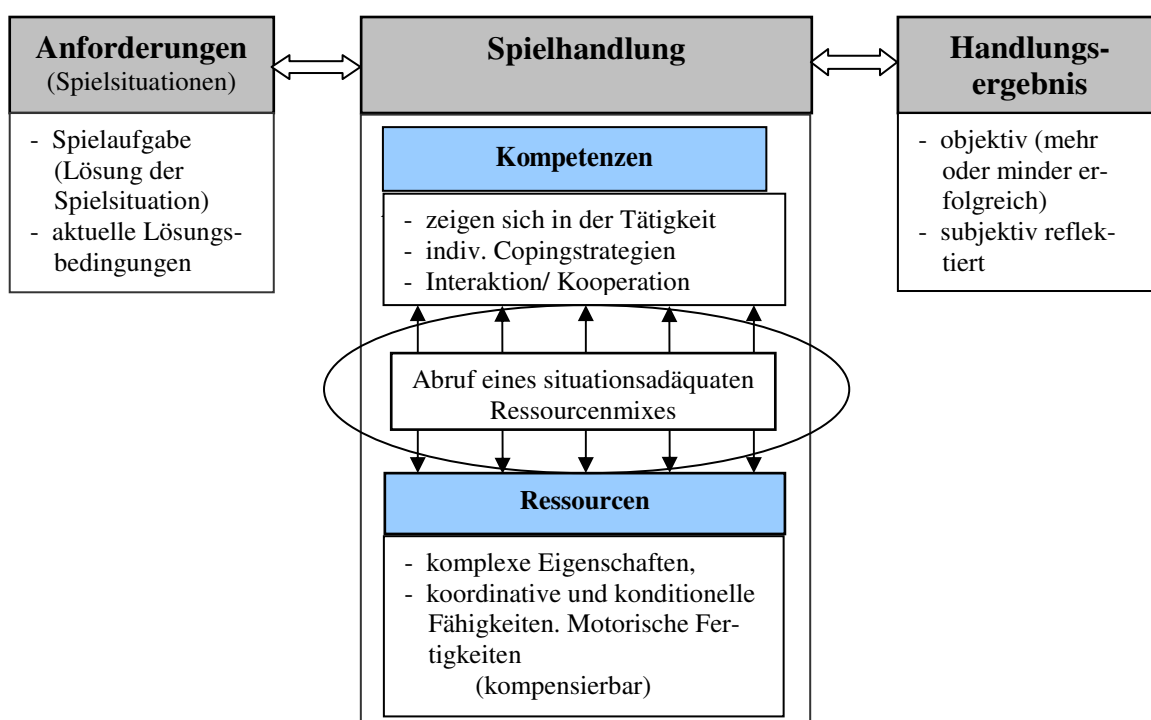 Anforderungen
(Spielsituationen)
- Spielaufgabe
(Lösung der
Spielsituation)
- aktuelle Lösungs-
bedingungen
Spielhandlung
Kompetenzen
- zeigen sich in der Tätigkeit
- indiv. Copingstrategien
- Interaktion/ Kooperation
Abruf eines situationsadäquaten
Ressourcenmixes
Ressourcen
- komplexe Eigenschaften,
- koordinative und konditionelle
Fähigkeiten. Motorische Fer-
tigkeiten
(kompensierbar)
Handlungs-
ergebnis
- objektiv (mehr
oder minder er-
folgreich)
- subjektiv reflek-
tiert